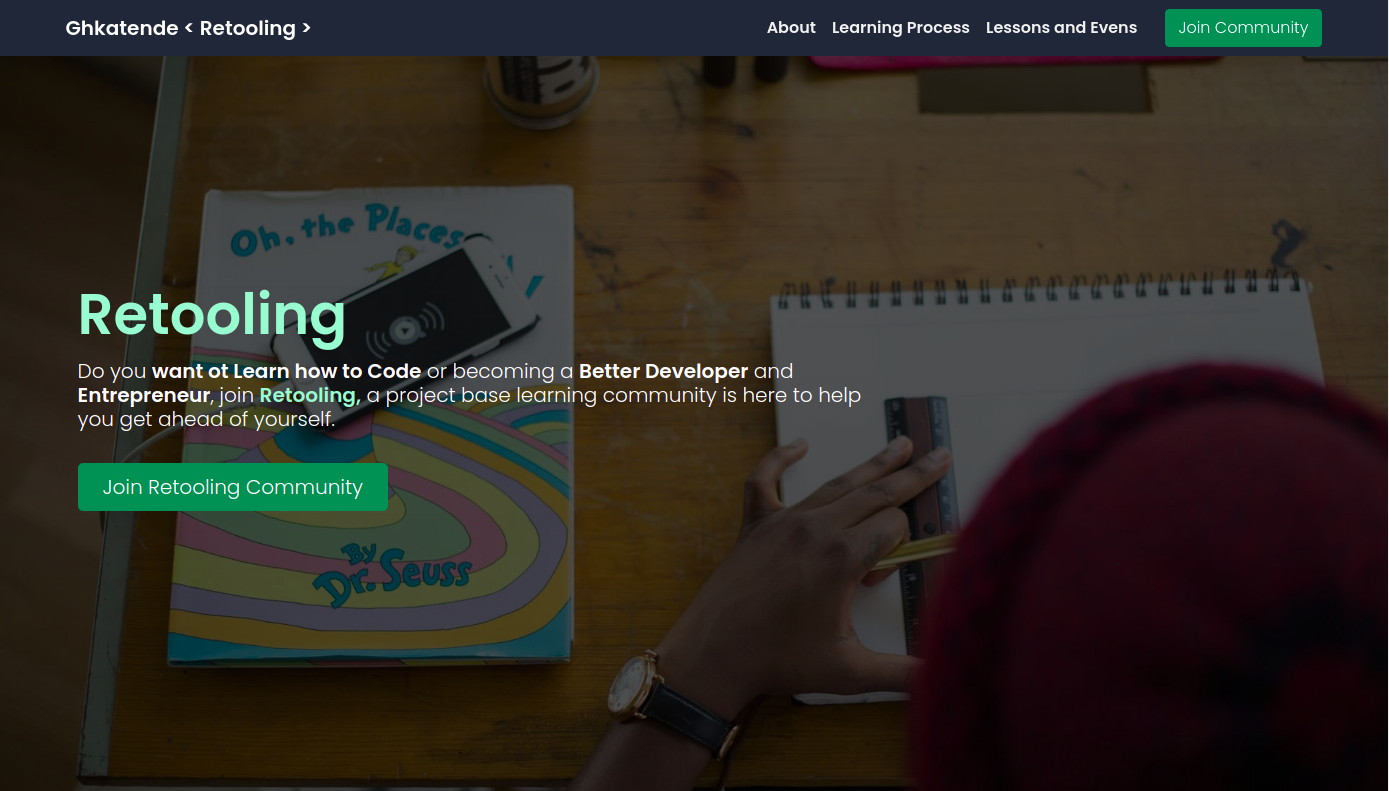 Ghkatende < Retooling >
About Learning Process Lessons and Evens Join Community
Oh, the Places
Retooling
Do you want ot Learn how to Code or becoming a Better Developer and
Entrepreneur, join Retooling, a project base learning community is here to help
you get ahead of yourself.
Join Retooling Community
By
Dr. Seuss